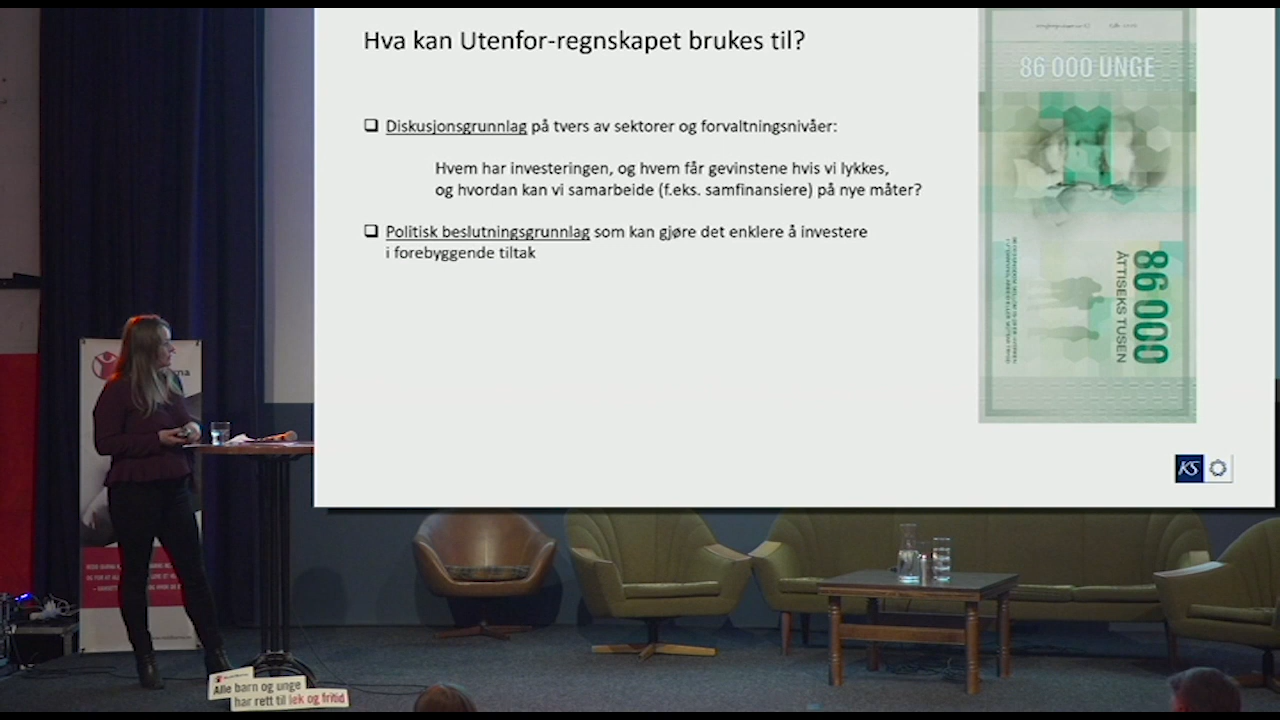 Hva kan Utenfor-regnskapet brukes til?
86 000 UNGE
Diskusjonsgrunnlag på tvers av sektorer og forvaltningsnivåer:
Hvem har investeringen, og hvem får gevinstene hvis vi lykkes,
og hvordan kan vi samarbeide (f.eks. samfinansiere) på nye måter?
Politisk beslutningsgrunnlag som kan gjøre det enklere å investere
i forebyggende tiltak
86 000
ÅTTISEKS TUSEN
KS
Alle barn og unge
har rett til lek og fritid